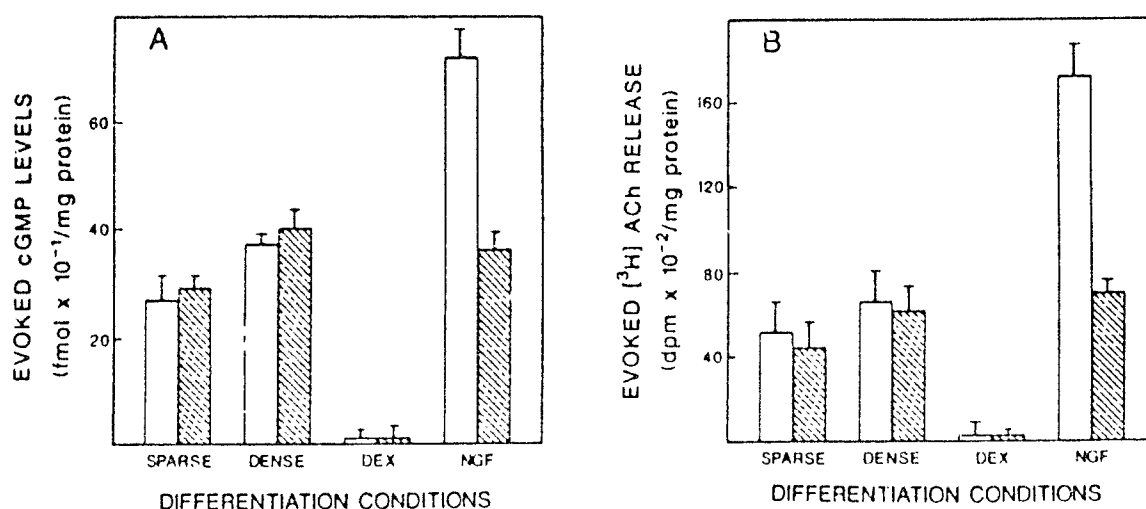 A
EVOKED cGMP LEVELS
(fmol x 10⁻¹/mg protein)
60
40
20
SPARSE DENSE DEX NGF
DIFFERENTIATION CONDITIONS
B
EVOKED [³H] ACh RELEASE
(dpm x 10⁻²/mg protein)
160
120
80
40
SPARSE DENSE DEX NGF
DIFFERENTIATION CONDITIONS